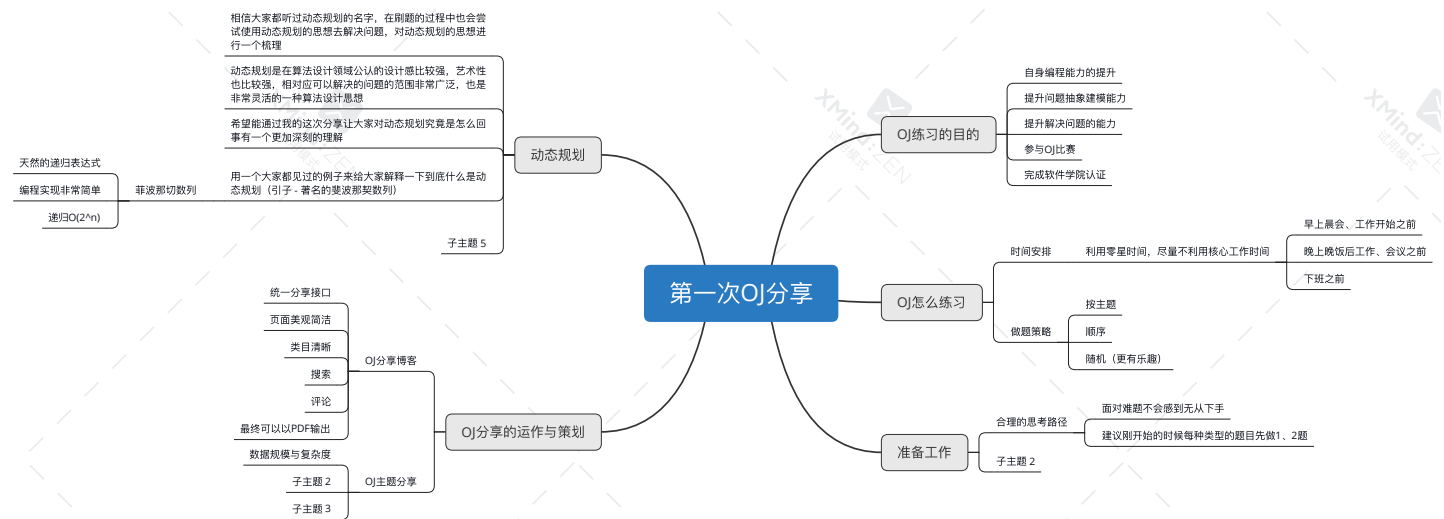 第一次OJ分享
OJ练习的目的
自身编程能力的提升
提升问题抽象建模能力
提升解决问题的能力
参与OJ比赛
完成软件学院认证
OJ怎么练习
时间安排
利用零星时间，尽量不利用核心工作时间
早上晨会、工作开始之前
晚上晚饭后工作、会议之前
下班之前
做题策略
按主题
顺序
随机（更有乐趣）
准备工作
合理的思考路径
面对难题不会感到无从下手
建议刚开始的时候每种类型的题目先做1、2题
子主题 2
动态规划
相信大家都听过动态规划的名字，在刷题的过程中也会尝
试使用动态规划的思想去解决问题，对动态规划的思想进
行一个梳理
动态规划是在算法设计领域公认的设计感比较强，艺术性
也比较强，相对应可以解决的问题的范围非常广泛，也是
非常灵活的一种算法设计思想
希望能通过我的这次分享让大家对动态规划究竟是怎么回
事有一个更加深刻的理解
用一个大家都见过的例子来给大家解释一下到底什么是动
态规划（引子 - 著名的斐波那契数列）
菲波那切数列
天然的递归表达式
编程实现非常简单
递归O(2^n)
子主题 5
OJ分享的运作与策划
OJ分享博客
统一分享接口
页面美观简洁
类目清晰
搜索
评论
最终可以以PDF输出
OJ主题分享
数据规模与复杂度
子主题 2
子主题 3
XMind:ZEN
试用模式
XMind:ZEN
试用模式
XMind:ZEN
试用模式